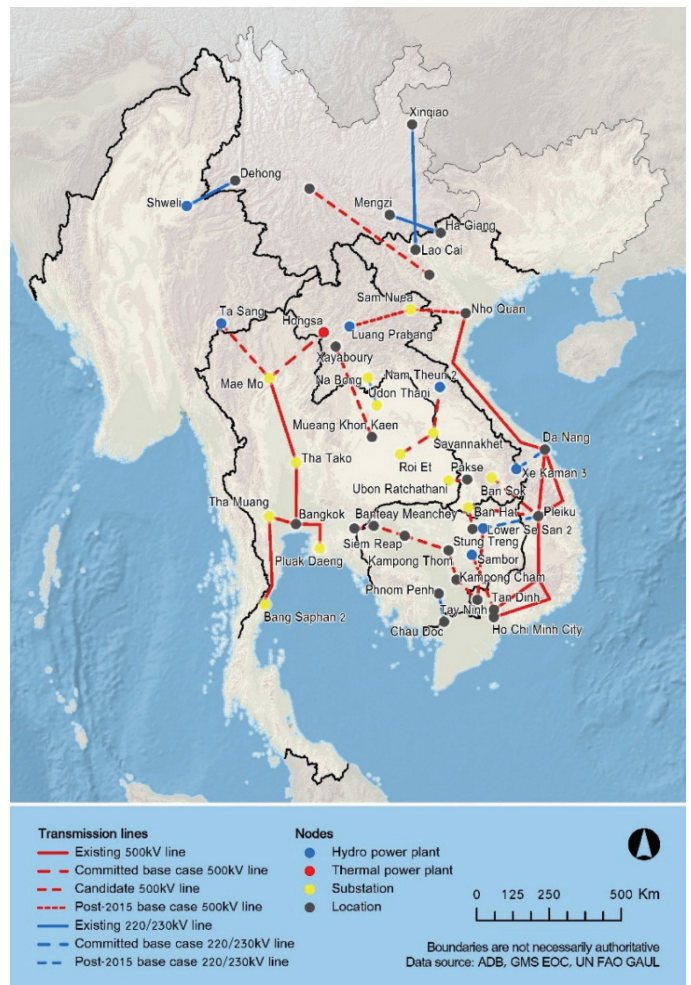 Xinqiao
Dehong
Shweli
Mengzi
Ha Giang
Lao Cai
Sam Nuea
Ta Sang
Hongsa
Nho Quan
Luang Prabang
Xayaboury
Mae Mo
Na Bong
Nam Theun 2
Udon Thani
Mueang Khon Kaen
Savannakhet
Da Nang
Tha Tako
Roi Et
Pakse
Xe Kaman 3
Ubon Ratchathani
Ban Sok
Tha Muang
Bangkok
Banteay Meanchey
Ban Hat
Pleiku
Lower Se San 2
Siem Reap
Stung Treng
Pluak Daeng
Kampong Thom
Sambor
Kampong Cham
Phnom Penh
Tan Dinh
Bang Saphan 2
Tay Ninh
Chau Doc
Ho Chi Minh City
Transmission lines
Existing 500kV line
Committed base case 500kV line
Candidate 500kV line
Post-2015 base case 500kV line
Existing 220/230kV line
Committed base case 220/230kV line
Post-2015 base case 220/230kV line
Nodes
Hydro power plant
Thermal power plant
Substation
Location
0 125 250 500 Km
Boundaries are not necessarily authoritative
Data source: ADB, GMS EOC, UN FAO GAUL